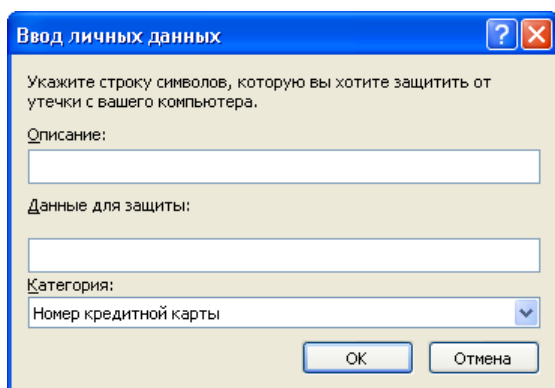 Ввод личных данных
Укажите строку символов, которую вы хотите защитить от
утечки с вашего компьютера.
Описание:
Данные для защиты:
Категория:
Номер кредитной карты
ОК Отмена